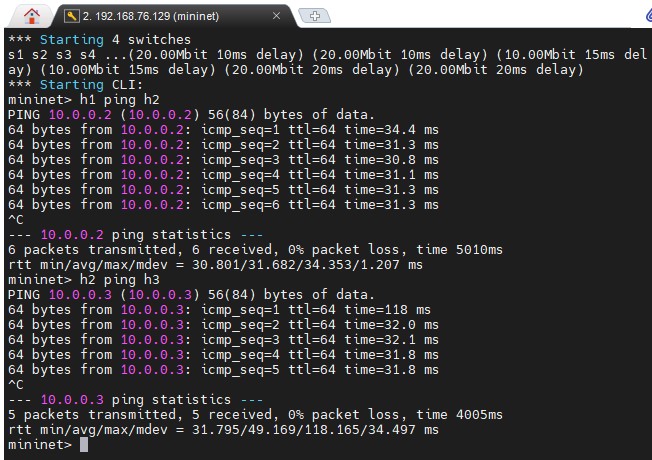 2. 192.168.76.129 (mininet)
*** Starting 4 switches
s1 s2 s3 s4 ...(20.00Mbit 10ms delay) (20.00Mbit 10ms delay) (10.00Mbit 15ms del
ay) (10.00Mbit 15ms delay) (20.00Mbit 20ms delay) (20.00Mbit 20ms delay)
*** Starting CLI:
mininet> h1 ping h2
PING 10.0.0.2 (10.0.0.2) 56(84) bytes of data.
64 bytes from 10.0.0.2: icmp_seq=1 ttl=64 time=34.4 ms
64 bytes from 10.0.0.2: icmp_seq=2 ttl=64 time=31.3 ms
64 bytes from 10.0.0.2: icmp_seq=3 ttl=64 time=30.8 ms
64 bytes from 10.0.0.2: icmp_seq=4 ttl=64 time=31.1 ms
64 bytes from 10.0.0.2: icmp_seq=5 ttl=64 time=31.3 ms
64 bytes from 10.0.0.2: icmp_seq=6 ttl=64 time=31.3 ms
^C
--- 10.0.0.2 ping statistics ---
6 packets transmitted, 6 received, 0% packet loss, time 5010ms
rtt min/avg/max/mdev = 30.801/31.682/34.353/1.207 ms
mininet> h2 ping h3
PING 10.0.0.3 (10.0.0.3) 56(84) bytes of data.
64 bytes from 10.0.0.3: icmp_seq=1 ttl=64 time=118 ms
64 bytes from 10.0.0.3: icmp_seq=2 ttl=64 time=32.0 ms
64 bytes from 10.0.0.3: icmp_seq=3 ttl=64 time=32.1 ms
64 bytes from 10.0.0.3: icmp_seq=4 ttl=64 time=31.8 ms
64 bytes from 10.0.0.3: icmp_seq=5 ttl=64 time=31.8 ms
^C
--- 10.0.0.3 ping statistics ---
5 packets transmitted, 5 received, 0% packet loss, time 4005ms
rtt min/avg/max/mdev = 31.795/49.169/118.165/34.497 ms
mininet>